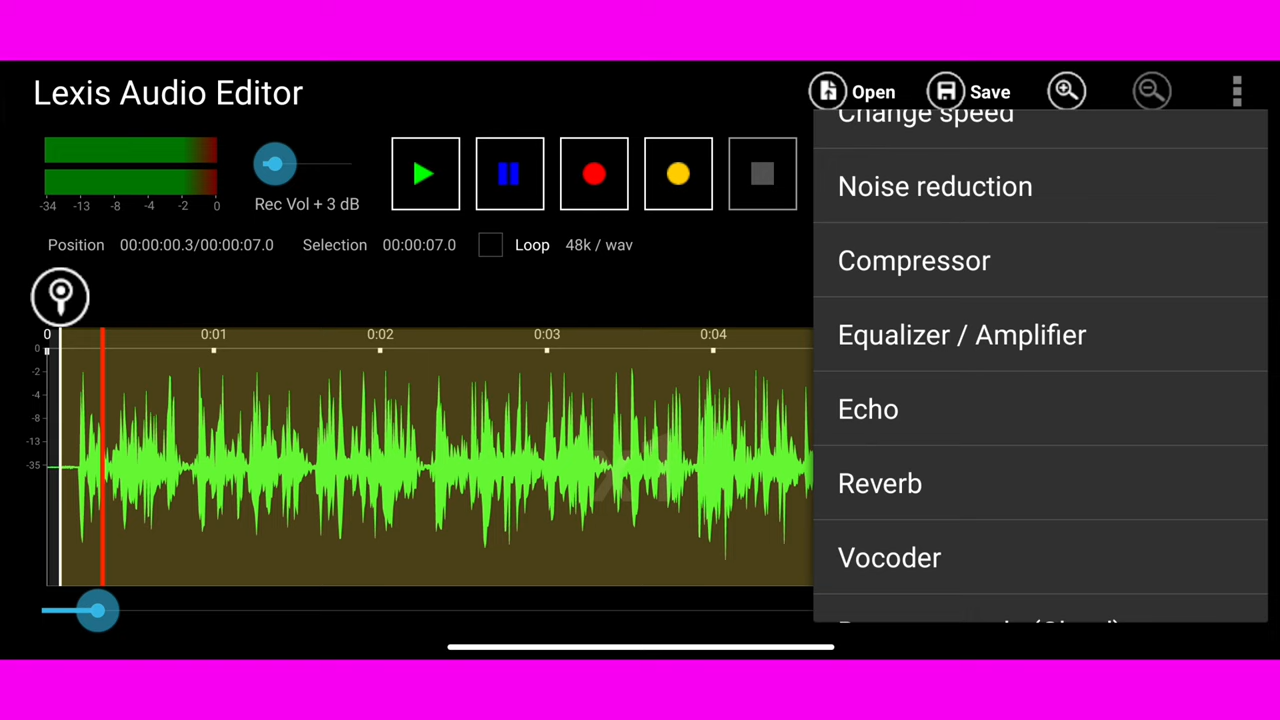 Lexis Audio Editor
Open Save
Change speed
Noise reduction
Compressor
Equalizer / Amplifier
Echo
Reverb
Vocoder
-34 -13 -8 -4 -2 0
Rec Vol + 3 dB
Position 00:00:00.3/00:00:07.0 Selection 00:00:07.0 Loop 48k / wav
0 0:01 0:02 0:03 0:04
0
-2
-4
-8
-13
-35